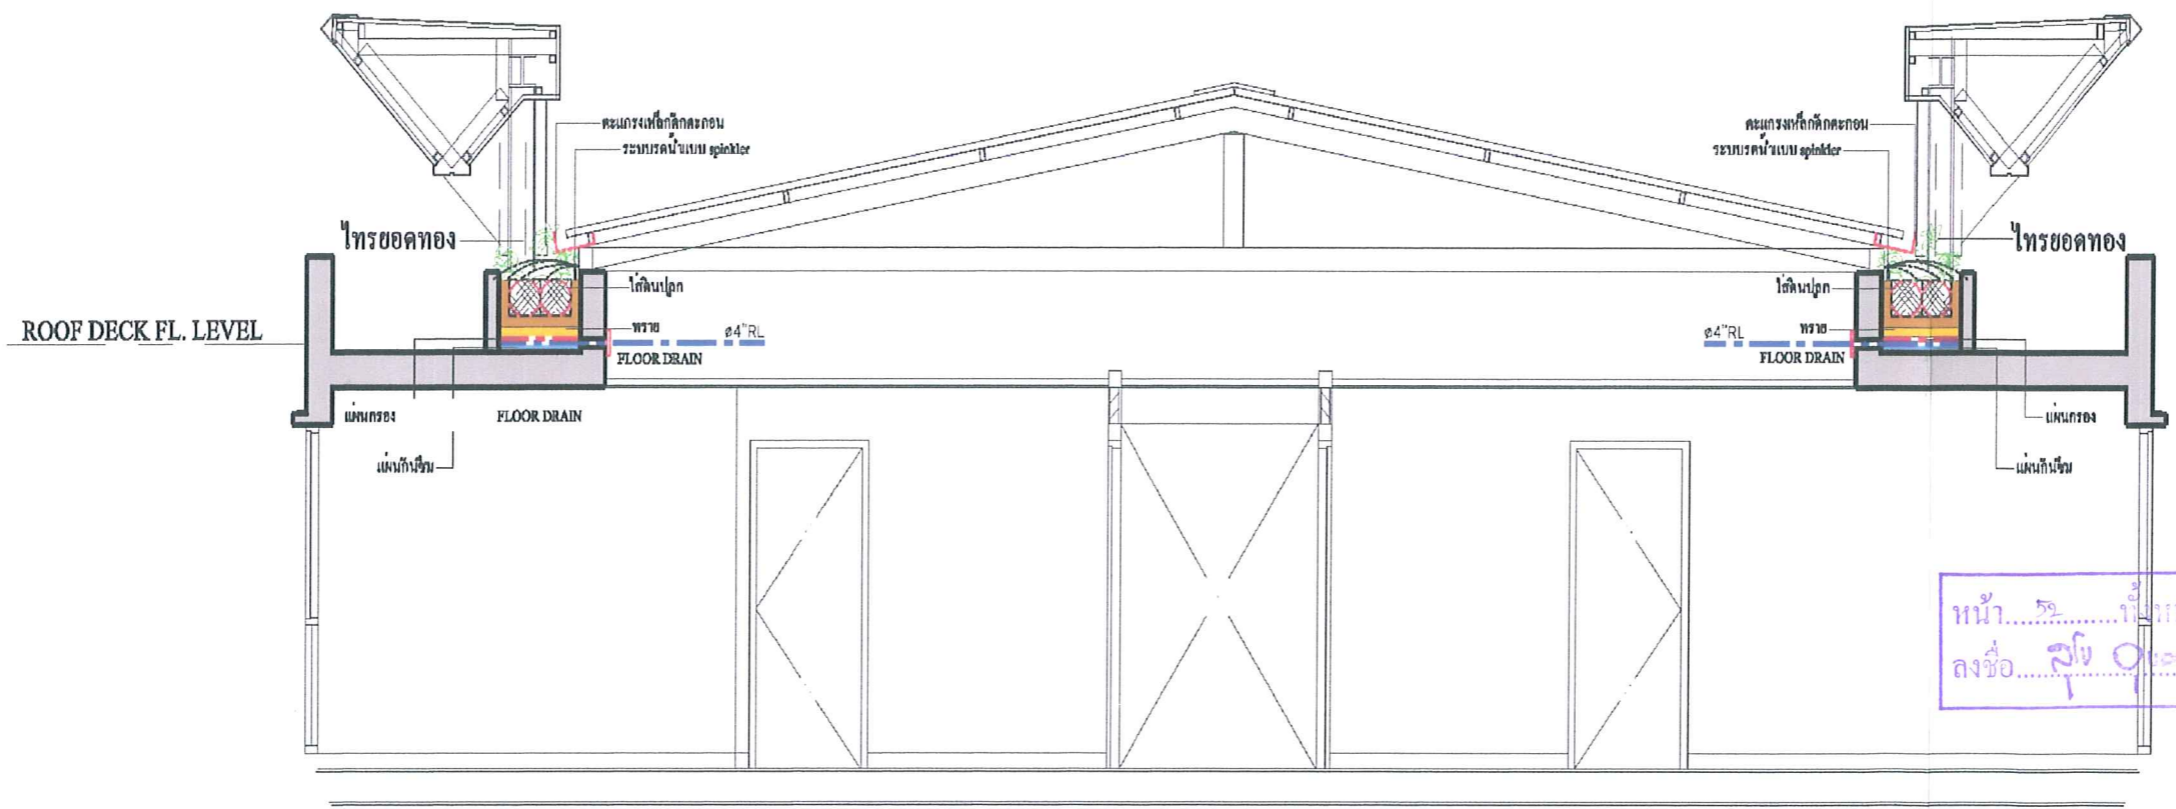 ตะแกรงเหล็กดักตะกอน
ระบบรดน้ำแบบ spinkler
ไทรยอดทอง
ใส่ดินปลูก
ทราย
ø4"RL
FLOOR DRAIN
ROOF DECK FL. LEVEL
แผ่นกรอง
FLOOR DRAIN
แผ่นกันซึม
ตะแกรงเหล็กดักตะกอน
ระบบรดน้ำแบบ spinkler
ไทรยอดทอง
ใส่ดินปลูก
ทราย
ø4"RL
FLOOR DRAIN
แผ่นกรอง
แผ่นกันซึม
หน้า 52
ลงชื่อ